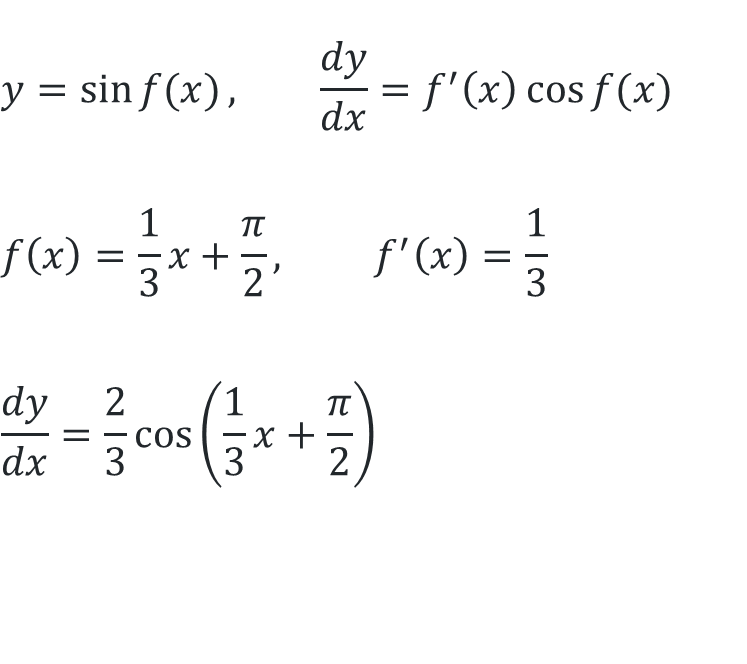 y = sin f(x) ,  dy/dx = f′(x) cos f(x)
f(x) = 1/3 x + π/2,  f′(x) = 1/3
dy/dx = 2/3 cos (1/3 x + π/2)